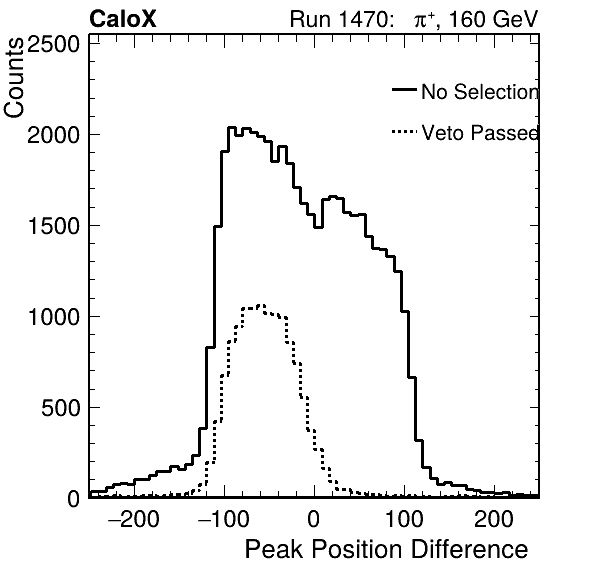 CaloX Run 1470: π⁺, 160 GeV
Counts
2500
No Selection
Veto Passed
2000
1500
1000
500
0
−200 −100 0 100 200
Peak Position Difference